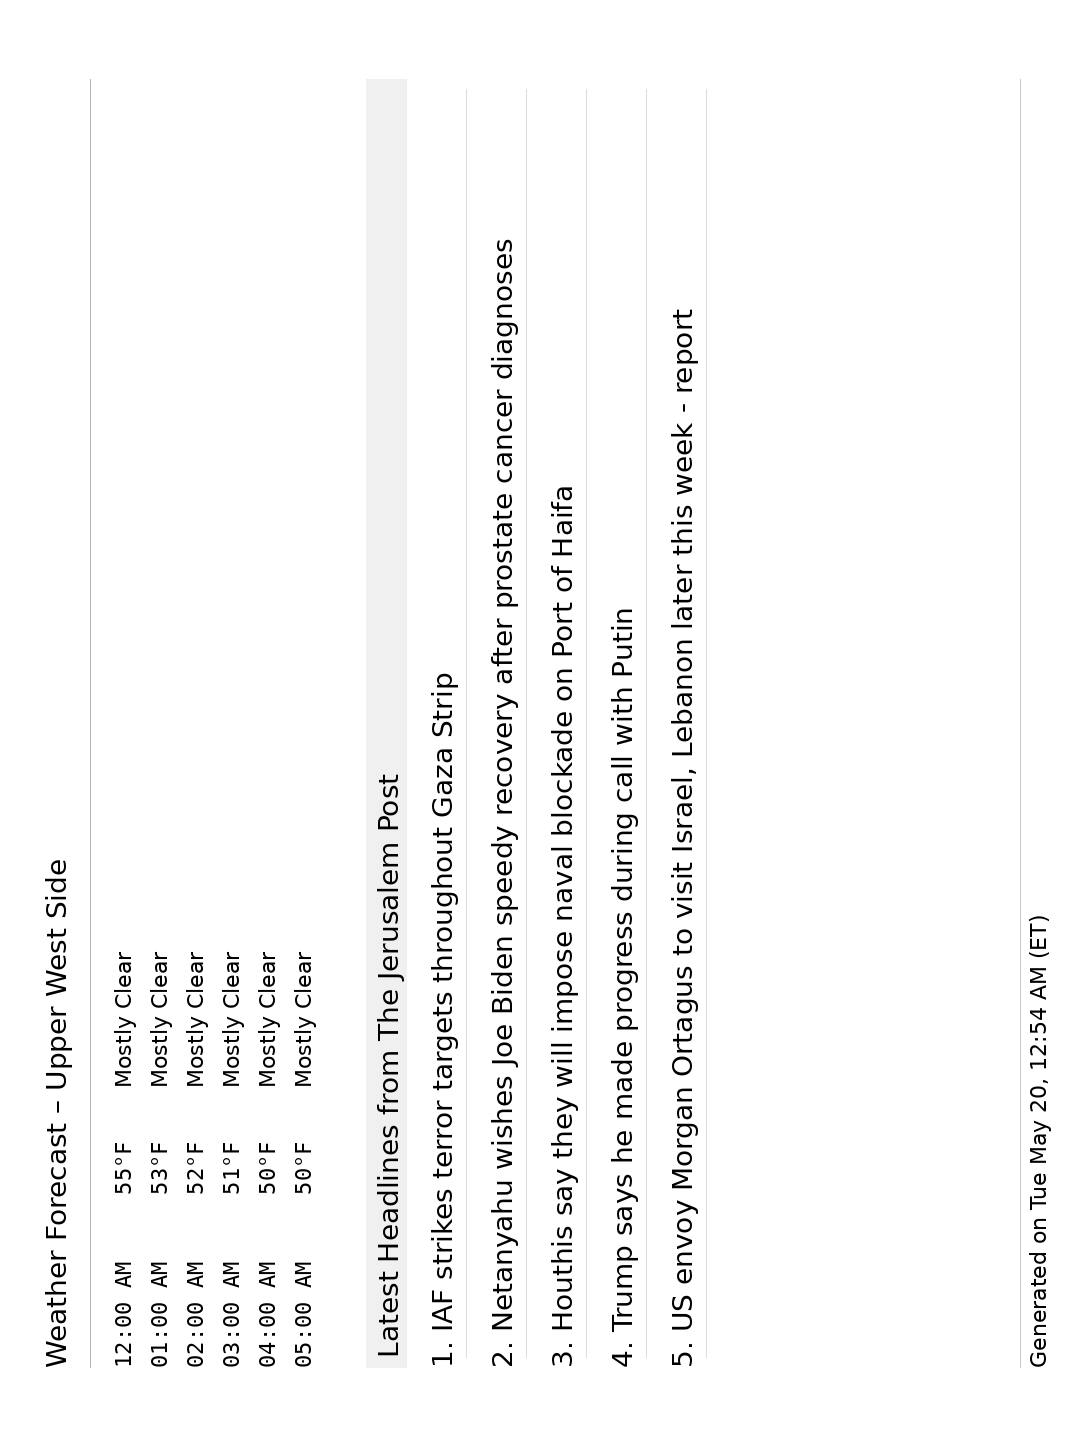 Weather Forecast – Upper West Side
12:00 AM 55°F Mostly Clear
01:00 AM 53°F Mostly Clear
02:00 AM 52°F Mostly Clear
03:00 AM 51°F Mostly Clear
04:00 AM 50°F Mostly Clear
05:00 AM 50°F Mostly Clear
Latest Headlines from The Jerusalem Post
1. IAF strikes terror targets throughout Gaza Strip
2. Netanyahu wishes Joe Biden speedy recovery after prostate cancer diagnoses
3. Houthis say they will impose naval blockade on Port of Haifa
4. Trump says he made progress during call with Putin
5. US envoy Morgan Ortagus to visit Israel, Lebanon later this week - report
Generated on Tue May 20, 12:54 AM (ET)